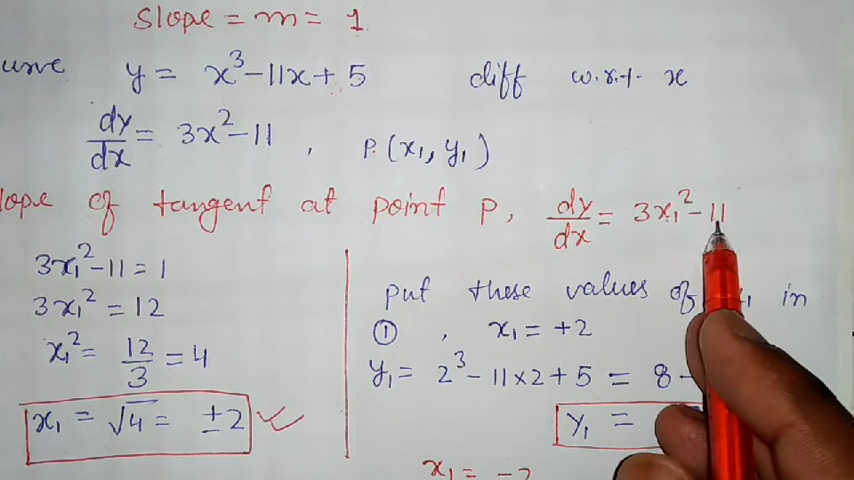 Slope = m = 1
urve y = x³ - 11x + 5 diff w.r.t. x
dy/dx = 3x² - 11 , P(x₁, y₁)
lope of tangent at point P, dy/dx = 3x₁² - 11
3x₁² - 11 = 1
3x₁² = 12
x₁² = 12/3 = 4
x₁ = √4 = ±2
put these values of in
① , x₁ = +2
y₁ = 2³ - 11×2 + 5 = 8 -
y₁ =
x₁ = -2